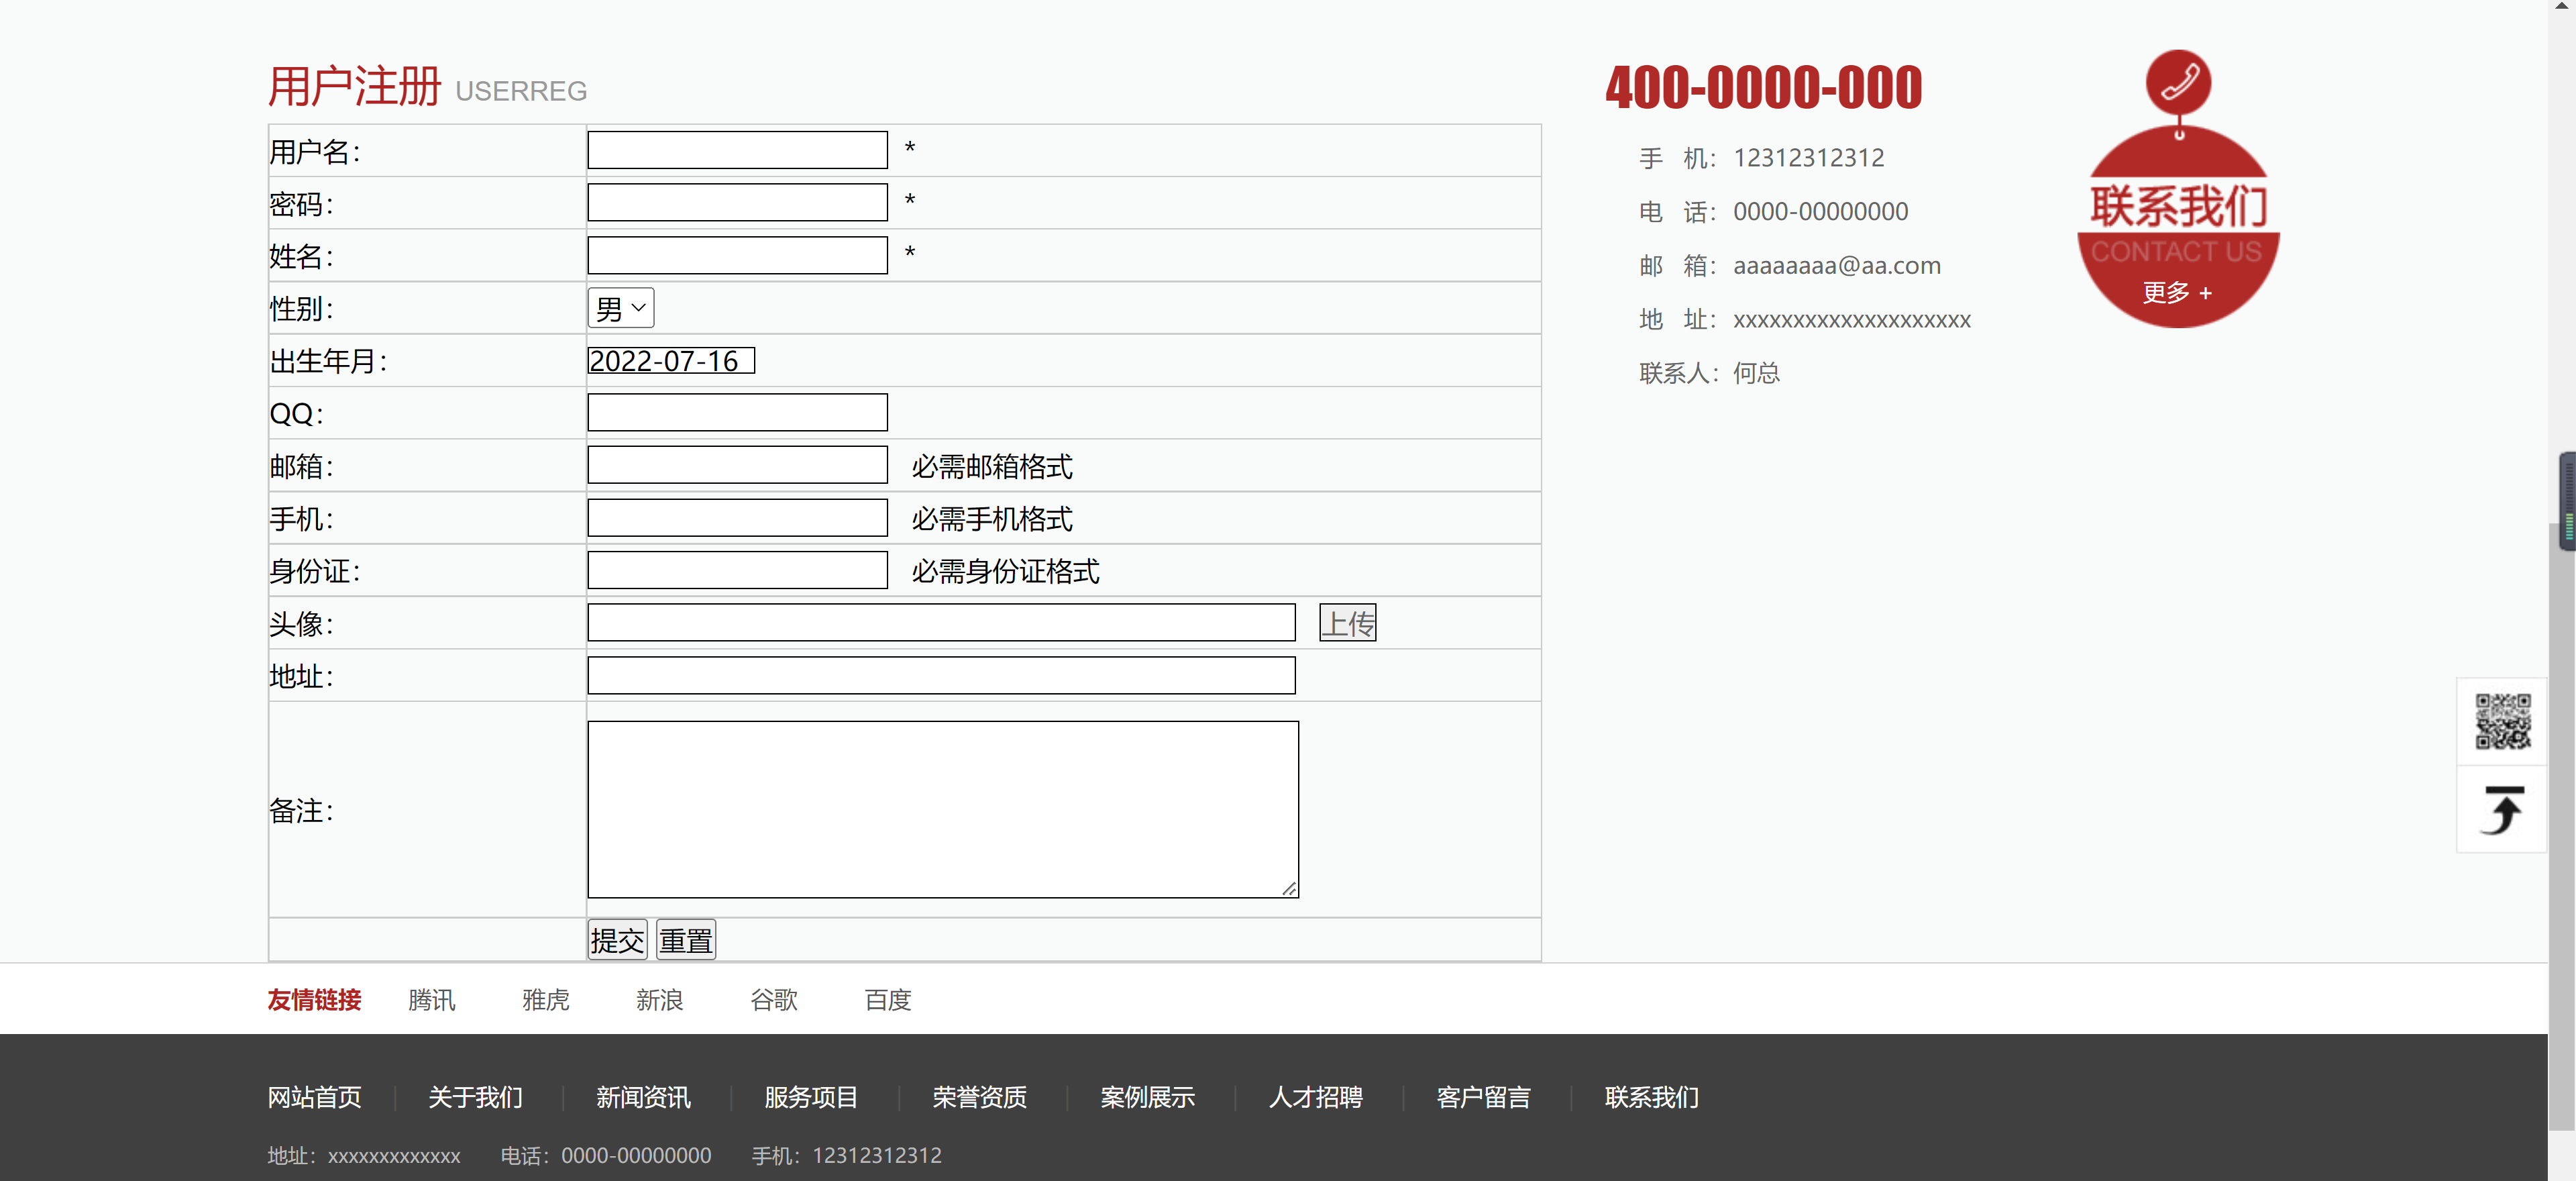 用户注册 USERREG
用户名： *
密码： *
姓名： *
性别： 男
出生年月： 2022-07-16
QQ：
邮箱： 必需邮箱格式
手机： 必需手机格式
身份证： 必需身份证格式
头像： 上传
地址：
备注：
提交 重置
400-0000-000
手 机：12312312312
电 话：0000-00000000
邮 箱：aaaaaaaa@aa.com
地 址：xxxxxxxxxxxxxxxxxxxx
联系人：何总
联系我们
CONTACT US
更多 +
友情链接 腾讯 雅虎 新浪 谷歌 百度
网站首页 关于我们 新闻资讯 服务项目 荣誉资质 案例展示 人才招聘 客户留言 联系我们
地址：xxxxxxxxxxxxx 电话：0000-00000000 手机：12312312312